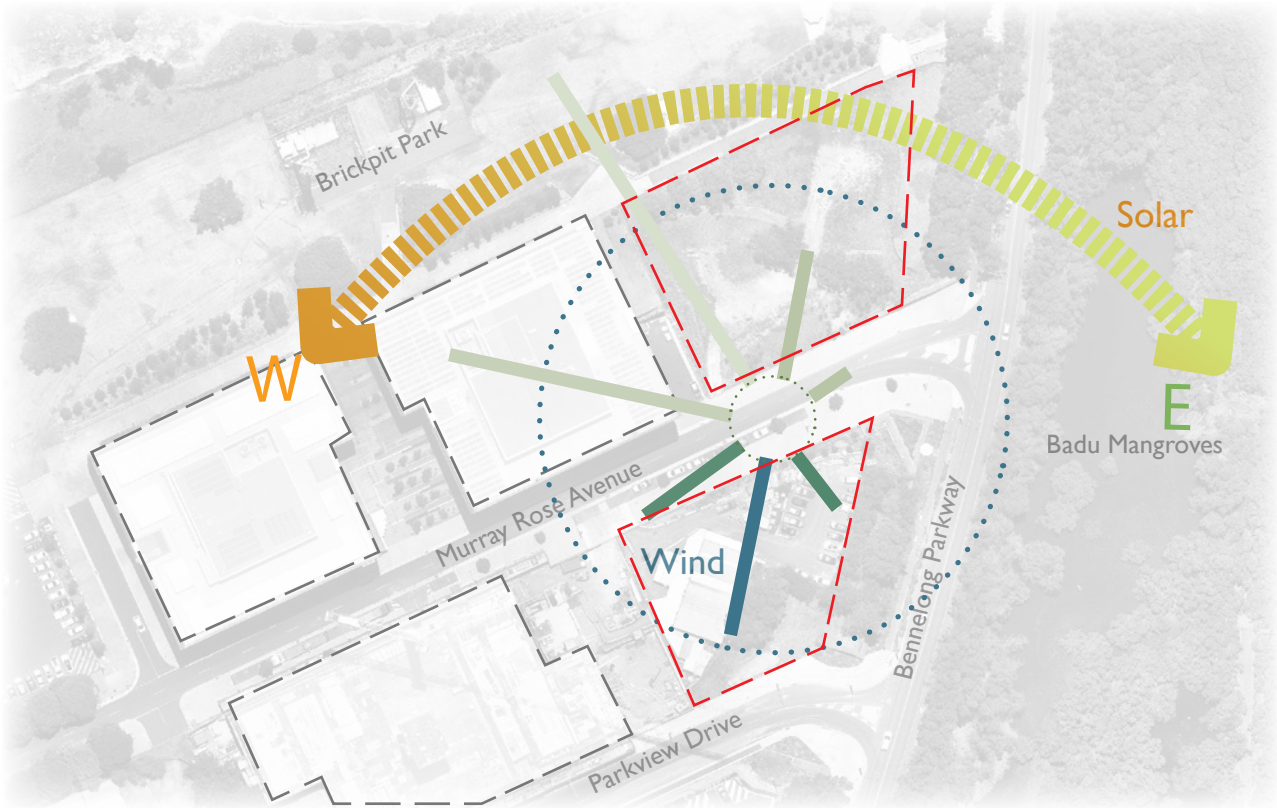 Brickpit Park
Solar
W
E
Badu Mangroves
Murray Rose Avenue
Wind
Bennelong Parkway
Parkview Drive